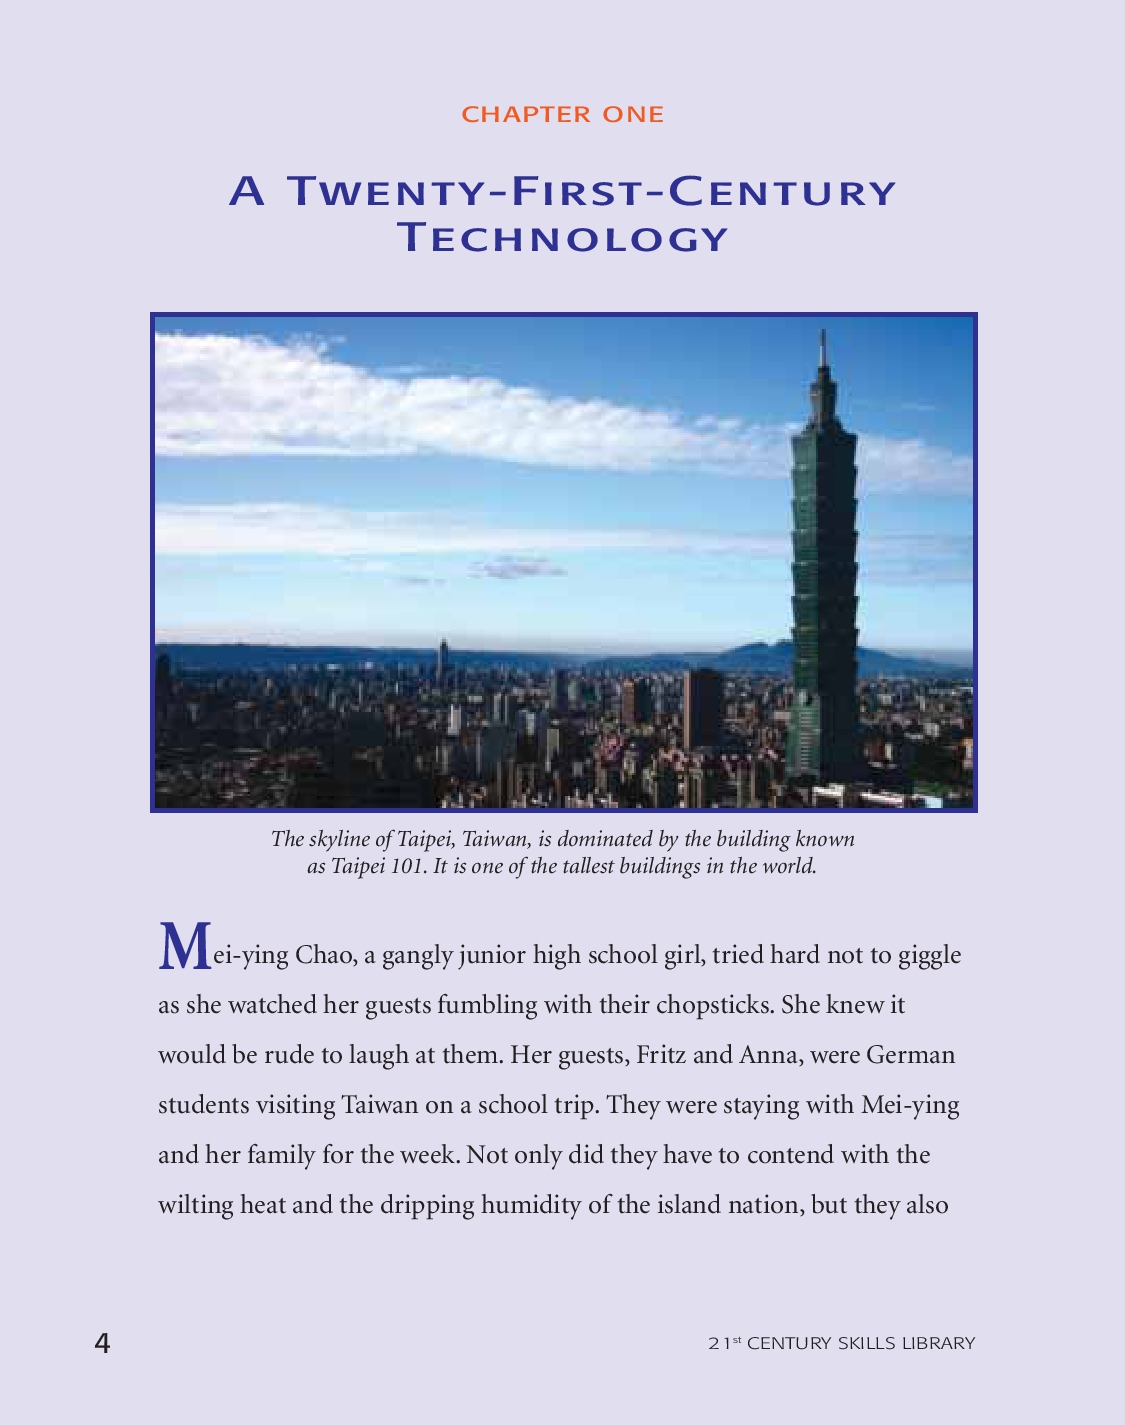 CHAPTER ONE
A TWENTY-FIRST-CENTURY
TECHNOLOGY
The skyline of Taipei, Taiwan, is dominated by the building known
as Taipei 101. It is one of the tallest buildings in the world.
Mei-ying Chao, a gangly junior high school girl, tried hard not to giggle
as she watched her guests fumbling with their chopsticks. She knew it
would be rude to laugh at them. Her guests, Fritz and Anna, were German
students visiting Taiwan on a school trip. They were staying with Mei-ying
and her family for the week. Not only did they have to contend with the
wilting heat and the dripping humidity of the island nation, but they also
4
21st CENTURY SKILLS LIBRARY